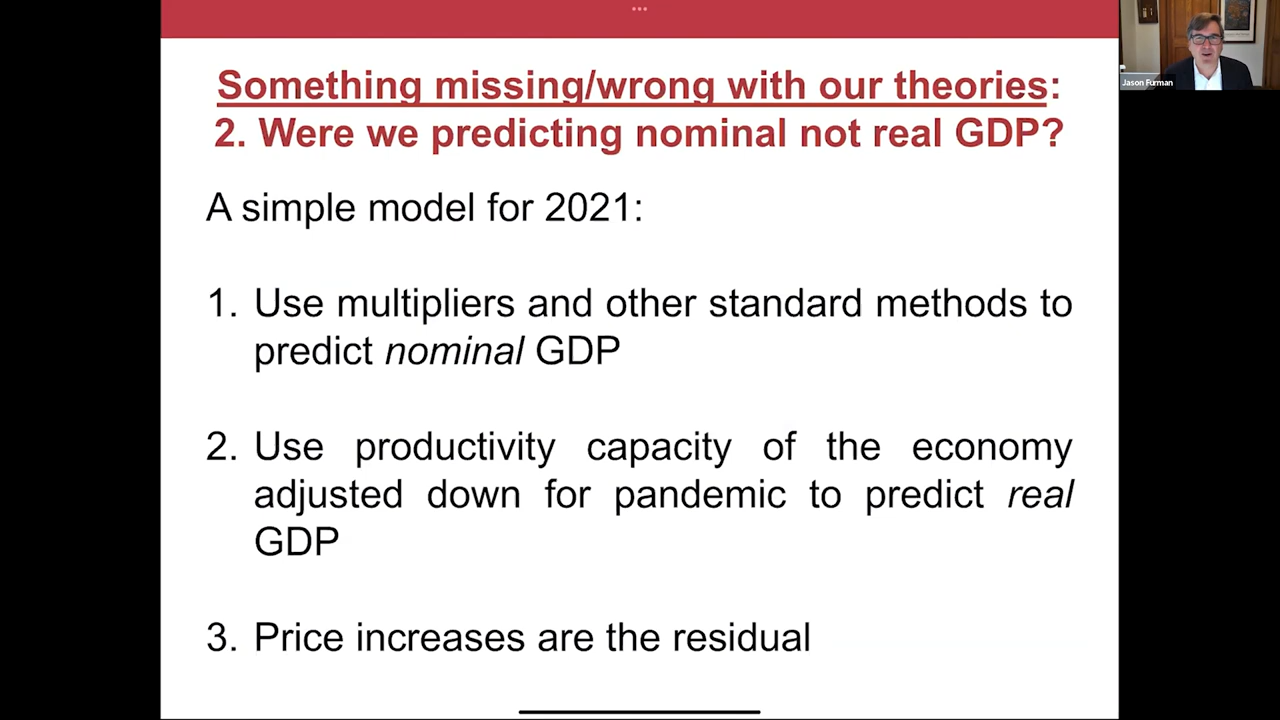 Something missing/wrong with our theories:
2. Were we predicting nominal not real GDP?
A simple model for 2021:
1. Use multipliers and other standard methods to
predict nominal GDP
2. Use productivity capacity of the economy
adjusted down for pandemic to predict real
GDP
3. Price increases are the residual
Jason Furman